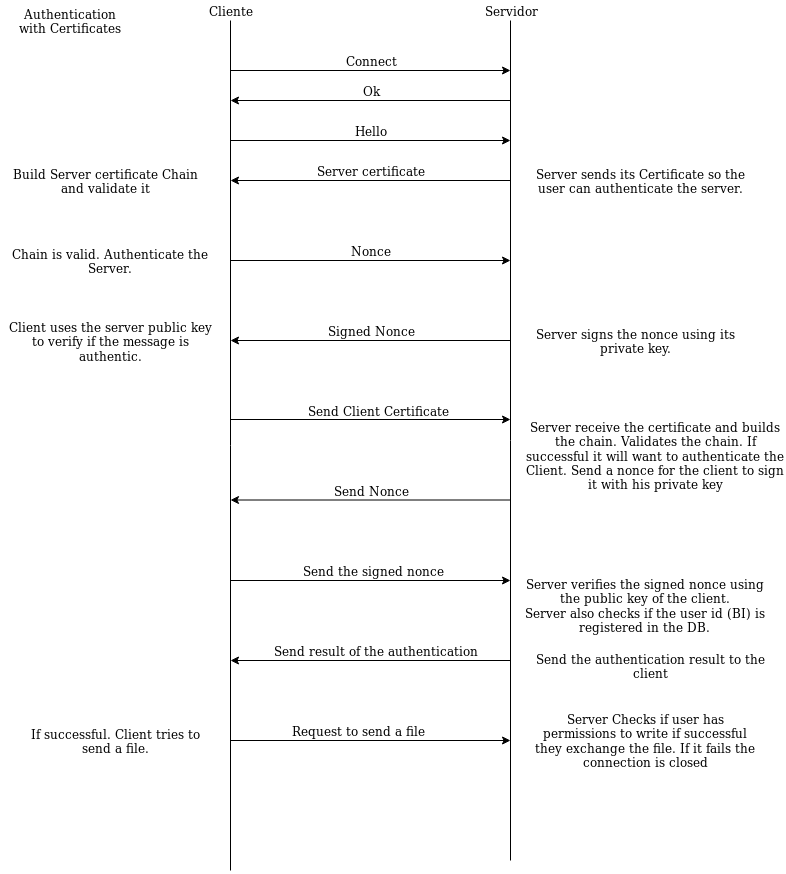 Authentication
with Certificates
Cliente
Servidor
Connect
Ok
Hello
Build Server certificate Chain
and validate it
Server certificate
Server sends its Certificate so the
user can authenticate the server.
Chain is valid. Authenticate the
Server.
Nonce
Client uses the server public key
to verify if the message is
authentic.
Signed Nonce
Server signs the nonce using its
private key.
Send Client Certificate
Server receive the certificate and builds
the chain. Validates the chain. If
successful it will want to authenticate the
Client. Send a nonce for the client to sign
it with his private key
Send Nonce
Send the signed nonce
Server verifies the signed nonce using
the public key of the client.
Server also checks if the user id (BI) is
registered in the DB.
Send result of the authentication
Send the authentication result to the
client
If successful. Client tries to
send a file.
Request to send a file
Server Checks if user has
permissions to write if successful
they exchange the file. If it fails the
connection is closed